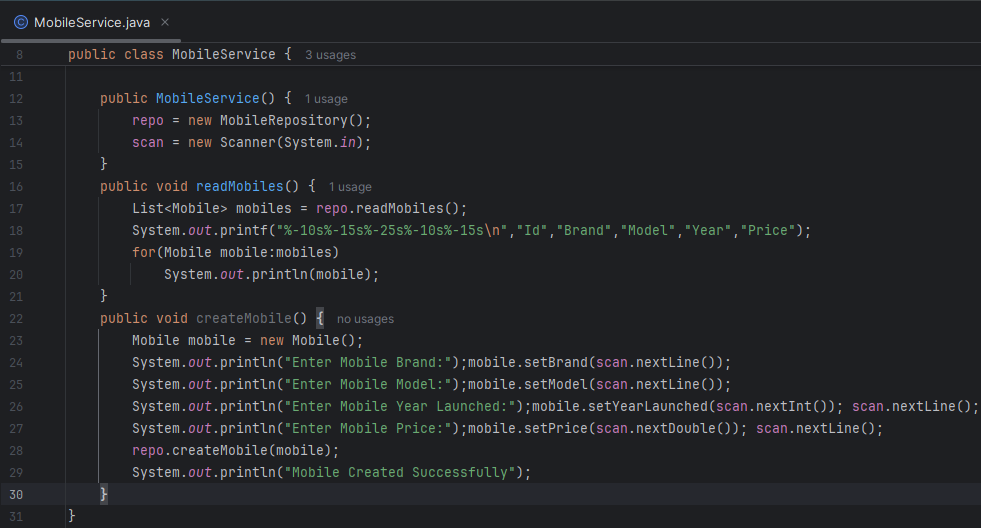 MobileService.java
8 public class MobileService { 3 usages
11
12 public MobileService() { 1 usage
13 repo = new MobileRepository();
14 scan = new Scanner(System.in);
15 }
16 public void readMobiles() { 1 usage
17 List<Mobile> mobiles = repo.readMobiles();
18 System.out.printf("%-10s%-15s%-25s%-10s%-15s\n","Id","Brand","Model","Year","Price");
19 for(Mobile mobile:mobiles)
20 System.out.println(mobile);
21 }
22 public void createMobile() { no usages
23 Mobile mobile = new Mobile();
24 System.out.println("Enter Mobile Brand:");mobile.setBrand(scan.nextLine());
25 System.out.println("Enter Mobile Model:");mobile.setModel(scan.nextLine());
26 System.out.println("Enter Mobile Year Launched:");mobile.setYearLaunched(scan.nextInt()); scan.nextLine();
27 System.out.println("Enter Mobile Price:");mobile.setPrice(scan.nextDouble()); scan.nextLine();
28 repo.createMobile(mobile);
29 System.out.println("Mobile Created Successfully");
30 }
31 }